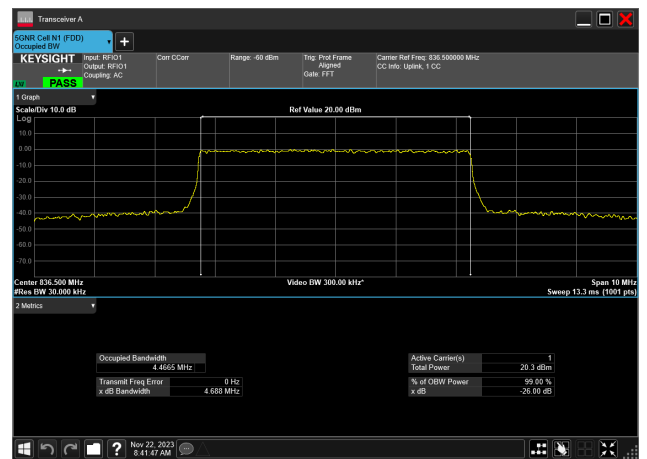 Transceiver A
5GNR Cell N1 (FDD)
Occupied BW
KEYSIGHT
PASS
Input: RFIO1
Output: RFIO1
Coupling: AC
Corr CCorr
Range: -60 dBm
Trig: Prot Frame
Aligned
Gate: FFT
Carrier Ref Freq: 836.500000 MHz
CC Info: Uplink, 1 CC
1 Graph
Scale/Div 10.0 dB
Ref Value 20.00 dBm
Log
10.0
0.00
-10.0
-20.0
-30.0
-40.0
-50.0
-60.0
-70.0
Center 836.500 MHz
Video BW 300.00 kHz*
Span 10 MHz
#Res BW 30.000 kHz
Sweep 13.3 ms (1001 pts)
2 Metrics
Occupied Bandwidth
4.4665 MHz
Transmit Freq Error 0 Hz
x dB Bandwidth 4.688 MHz
Active Carrier(s) 1
Total Power 20.3 dBm
% of OBW Power 99.00 %
x dB -26.00 dB
Nov 22, 2023
8:41:47 AM